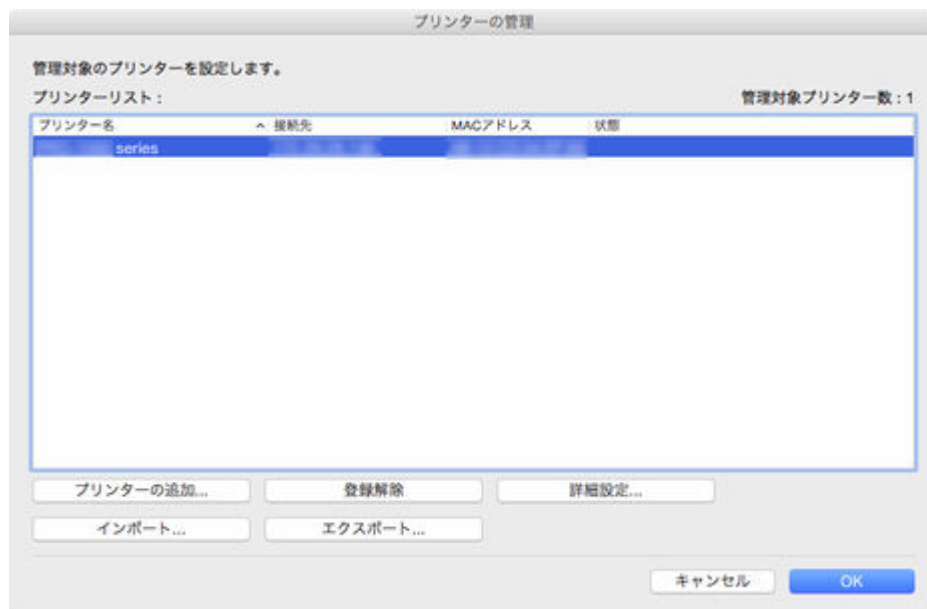 プリンターの管理
管理対象のプリンターを設定します。
プリンターリスト：
管理対象プリンター数：1
プリンター名 接続先 MACアドレス 状態
series
プリンターの追加... 登録解除 詳細設定...
インポート... エクスポート...
キャンセル OK